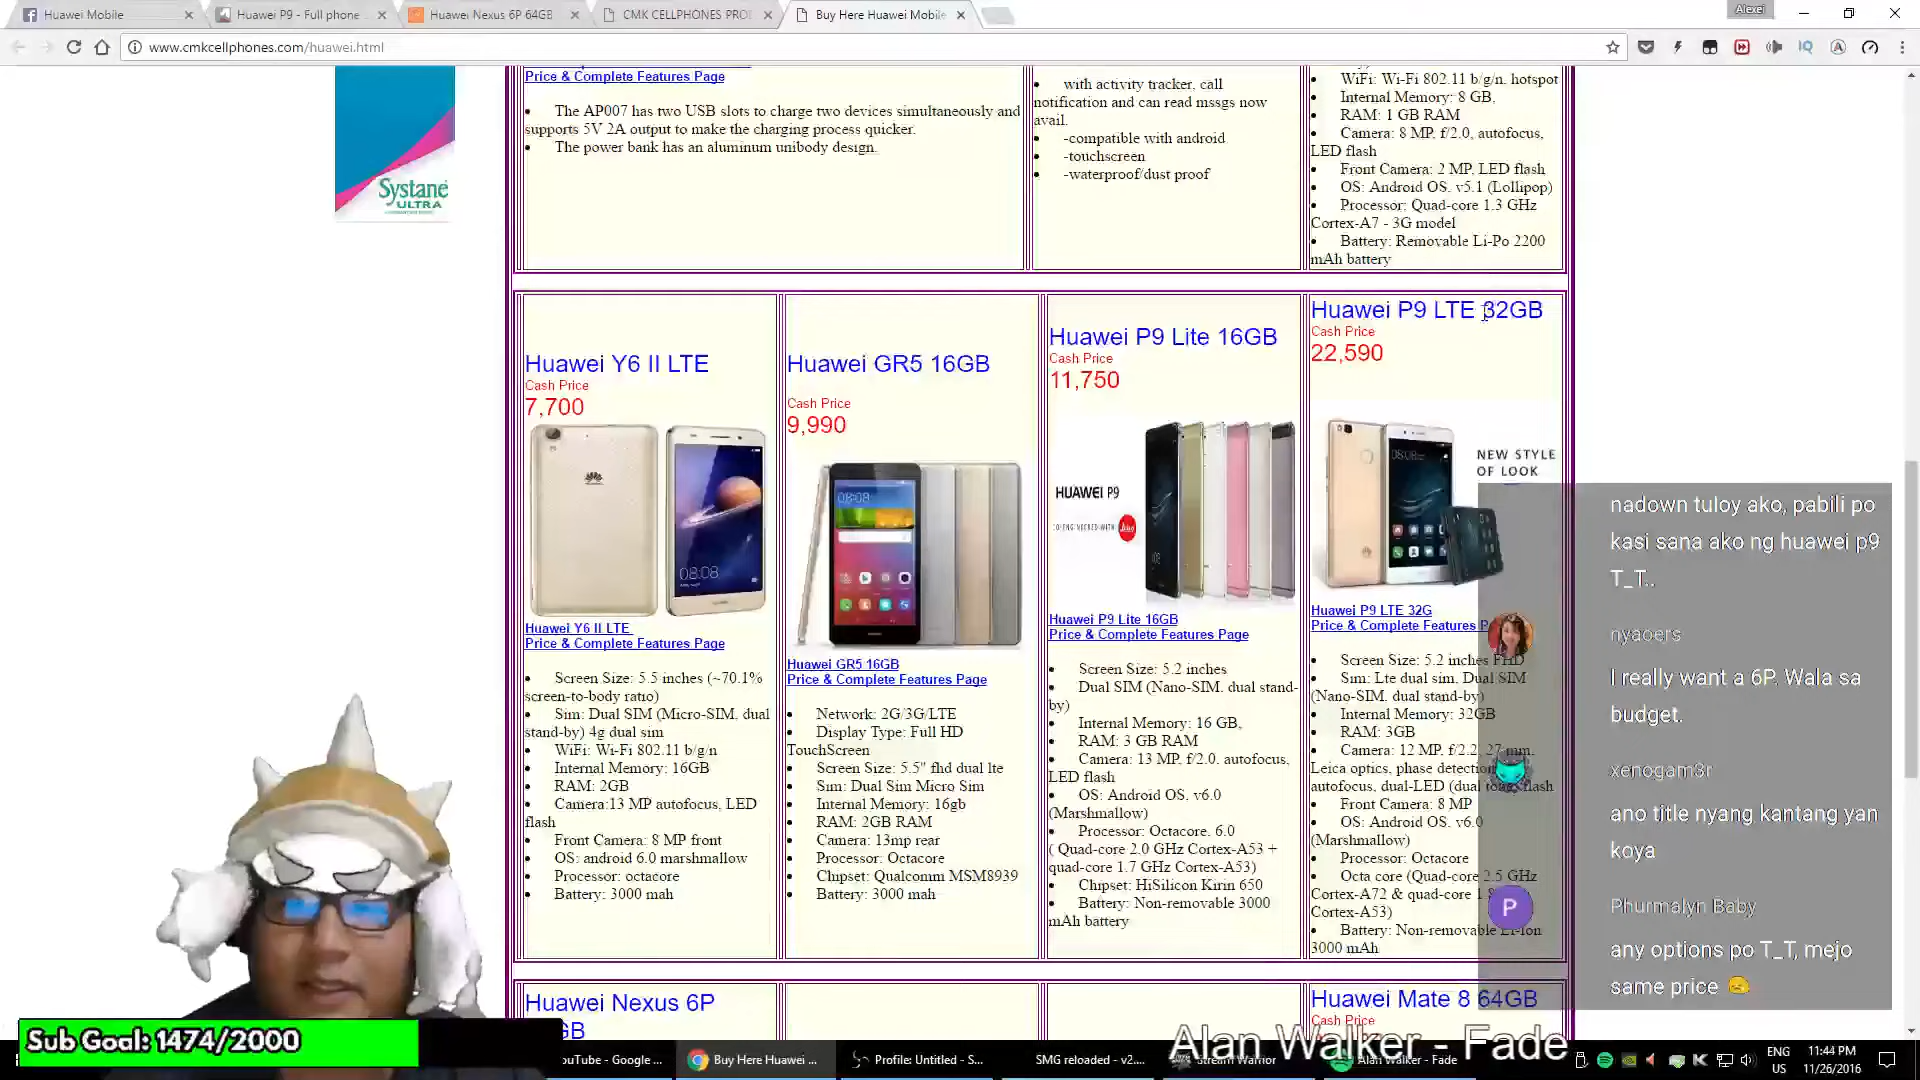 Huawei Mobile
Huawei P9 - Full phone
Huawei Nexus 6P 64GB
CMK CELLPHONES PRO
Buy Here Huawei Mobile
Alexei
www.cmkcellphones.com/huawei.html
Systane
ULTRA
Price & Complete Features Page
The AP007 has two USB slots to charge two devices simultaneously and
supports 5V 2A output to make the charging process quicker.
The power bank has an aluminum unibody design.
with activity tracker, call
notification and can read mssgs now
avail.
-compatible with android
-touchscreen
-waterproof/dust proof
WiFi: Wi-Fi 802.11 b/g/n, hotspot
Internal Memory: 8 GB,
RAM: 1 GB RAM
Camera: 8 MP, f/2.0, autofocus,
LED flash
Front Camera: 2 MP, LED flash
OS: Android OS, v5.1 (Lollipop)
Processor: Quad-core 1.3 GHz
Cortex-A7 - 3G model
Battery: Removable Li-Po 2200
mAh battery
Huawei Y6 II LTE
Cash Price
7,700
08:08
Huawei Y6 II LTE
Price & Complete Features Page
Screen Size: 5.5 inches (~70.1%
screen-to-body ratio)
Sim: Dual SIM (Micro-SIM, dual
stand-by) 4g dual sim
WiFi: Wi-Fi 802.11 b/g/n
Internal Memory: 16GB
RAM: 2GB
Camera:13 MP autofocus, LED
flash
Front Camera: 8 MP front
OS: android 6.0 marshmallow
Processor: octacore
Battery: 3000 mah
Huawei GR5 16GB
Cash Price
9,990
08:08
Huawei GR5 16GB
Price & Complete Features Page
Network: 2G/3G/LTE
Display Type: Full HD
TouchScreen
Screen Size: 5.5" fhd dual lte
Sim: Dual Sim Micro Sim
Internal Memory: 16gb
RAM: 2GB RAM
Camera: 13mp rear
Processor: Octacore
Chipset: Qualcomm MSM8939
Battery: 3000 mah
Huawei P9 Lite 16GB
Cash Price
11,750
HUAWEI P9
Huawei P9 Lite 16GB
Price & Complete Features Page
Screen Size: 5.2 inches
Dual SIM (Nano-SIM, dual stand-
by)
Internal Memory: 16 GB,
RAM: 3 GB RAM
Camera: 13 MP, f/2.0, autofocus,
LED flash
OS: Android OS, v6.0
(Marshmallow)
Processor: Octacore, 6.0
( Quad-core 2.0 GHz Cortex-A53 +
quad-core 1.7 GHz Cortex-A53)
Chipset: HiSilicon Kirin 650
Battery: Non-removable 3000
mAh battery
Huawei P9 LTE 32GB
Cash Price
22,590
NEW STYLE
OF LOOK
08:08
Huawei P9 LTE 32G
Price & Complete Features P
Screen Size: 5.2 inches FHD
Sim: Lte dual sim, Dual SIM
(Nano-SIM, dual stand-by)
Internal Memory: 32GB
RAM: 3GB
Camera: 12 MP, f/2.2, 27 mm,
Leica optics, phase detection
autofocus, dual-LED (dual tone) flash
Front Camera: 8 MP
OS: Android OS, v6.0
(Marshmallow)
Processor: Octacore
Octa core (Quad-core 2.5 GHz
Cortex-A72 & quad-core 1.8
Cortex-A53)
Battery: Non-removable Li-Ion
3000 mAh
Huawei Nexus 6P
GB
Huawei Mate 8 64GB
Cash Price
nadown tuloy ako, pabili po
kasi sana ako ng huawei p9
T_T..
nyaoers
I really want a 6P. Wala sa
budget.
xenogam3r
ano title nyang kantang yan
koya
P
Phurmalyn Baby
any options po T_T, mejo
same price
Sub Goal: 1474/2000
Alan Walker - Fade
ouTube - Google ...
Buy Here Huawei ...
Profile: Untitled - S...
SMG reloaded - v2....
Stream Warrior
Alan Walker - Fade
ENG
US
11:44 PM
11/26/2016